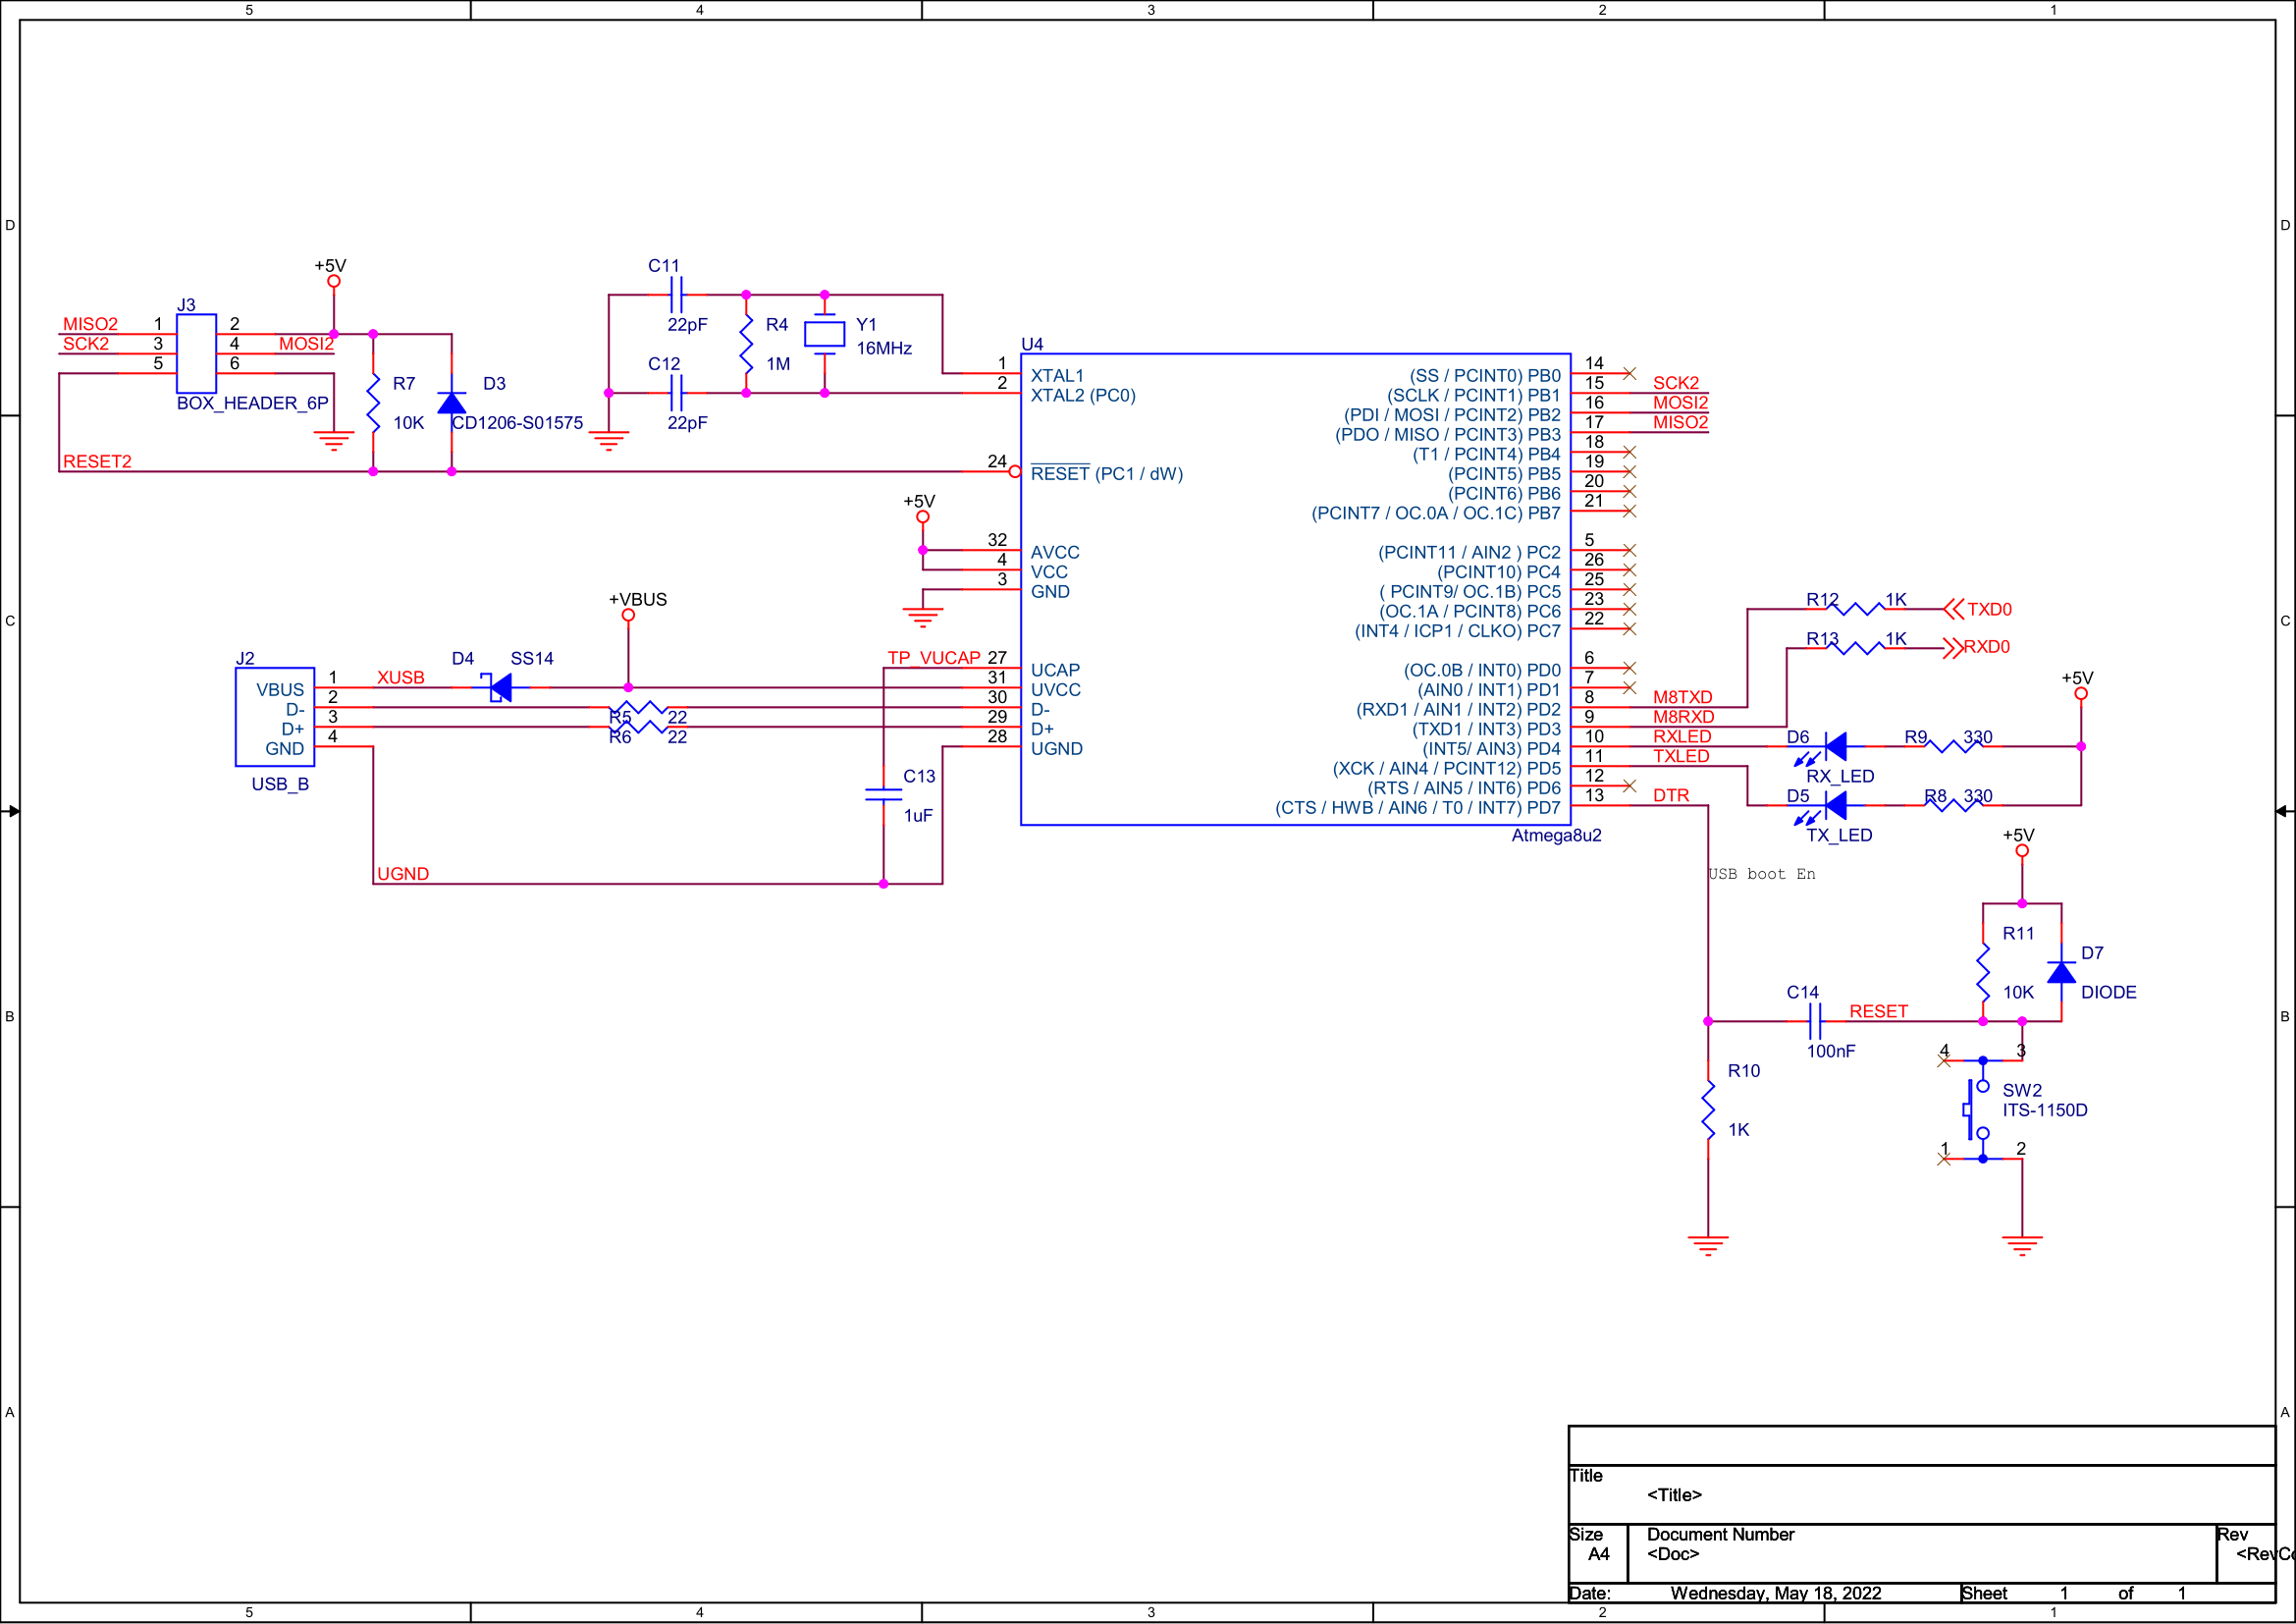 5 4 3 2 1
D
D
C
C
B
B
A
A
+5V
J3
MISO2 1 2
SCK2 3 4 MOSI2
5 6
BOX_HEADER_6P
R7
10K
D3
CD1206-S01575
RESET2
C11
22pF
R4
1M
Y1
16MHz
C12
22pF
U4
1 XTAL1
2 XTAL2 (PC0)
24 RESET (PC1 / dW)
+5V
32 AVCC
4 VCC
3 GND
TP_VUCAP 27 UCAP
31 UVCC
30 D-
29 D+
28 UGND
(SS / PCINT0) PB0 14
(SCLK / PCINT1) PB1 15 SCK2
(PDI / MOSI / PCINT2) PB2 16 MOSI2
(PDO / MISO / PCINT3) PB3 17 MISO2
(T1 / PCINT4) PB4 18
(PCINT5) PB5 19
(PCINT6) PB6 20
(PCINT7 / OC.0A / OC.1C) PB7 21
(PCINT11 / AIN2 ) PC2 5
(PCINT10) PC4 26
( PCINT9/ OC.1B) PC5 25
(OC.1A / PCINT8) PC6 23
(INT4 / ICP1 / CLKO) PC7 22
(OC.0B / INT0) PD0 6
(AIN0 / INT1) PD1 7
(RXD1 / AIN1 / INT2) PD2 8 M8TXD
(TXD1 / INT3) PD3 9 M8RXD
(INT5/ AIN3) PD4 10 RXLED
(XCK / AIN4 / PCINT12) PD5 11 TXLED
(RTS / AIN5 / INT6) PD6 12
(CTS / HWB / AIN6 / T0 / INT7) PD7 13 DTR
Atmega8u2
+VBUS
J2
VBUS 1 XUSB
D- 2
D+ 3
GND 4
USB_B
D4 SS14
R5 22
R6 22
C13
1uF
UGND
R12 1K TXD0
R13 1K RXD0
+5V
D6 R9 330
RX_LED
D5 R8 330
TX_LED
USB boot En
+5V
R11
10K
D7
DIODE
C14 RESET
100nF
R10
1K
4 3
SW2
ITS-1150D
1 2
Title
<Title>
Size Document Number Rev
A4 <Doc> <RevCo
Date: Wednesday, May 18, 2022 Sheet 1 of 1
5 4 3 2 1